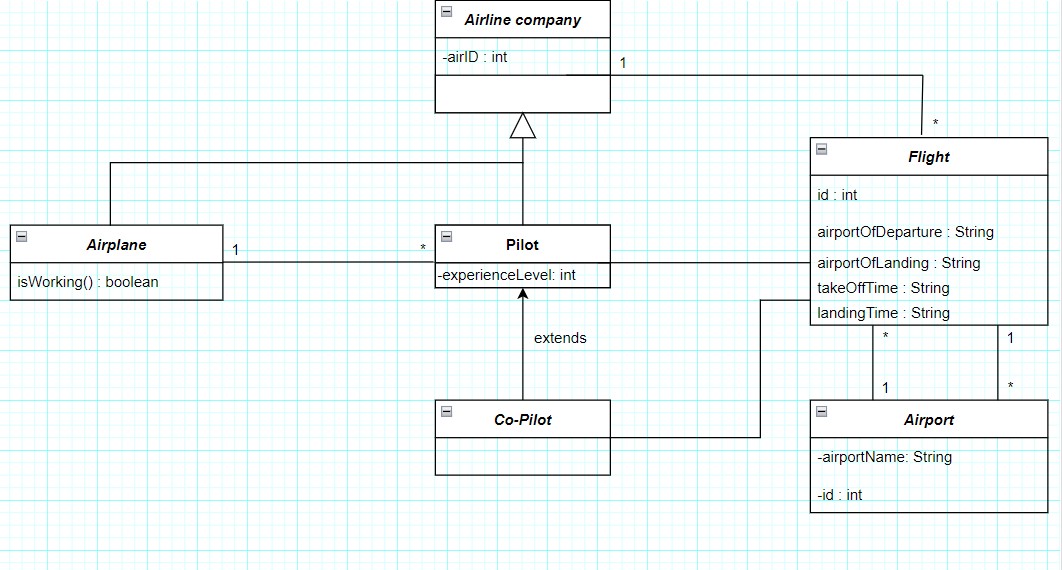 Airline company
-airID : int
1
*
Flight
id : int
airportOfDeparture : String
airportOfLanding : String
takeOffTime : String
landingTime : String
Airplane
isWorking() : boolean
1
*
Pilot
-experienceLevel: int
extends
*
1
1
*
Co-Pilot
Airport
-airportName: String
-id : int